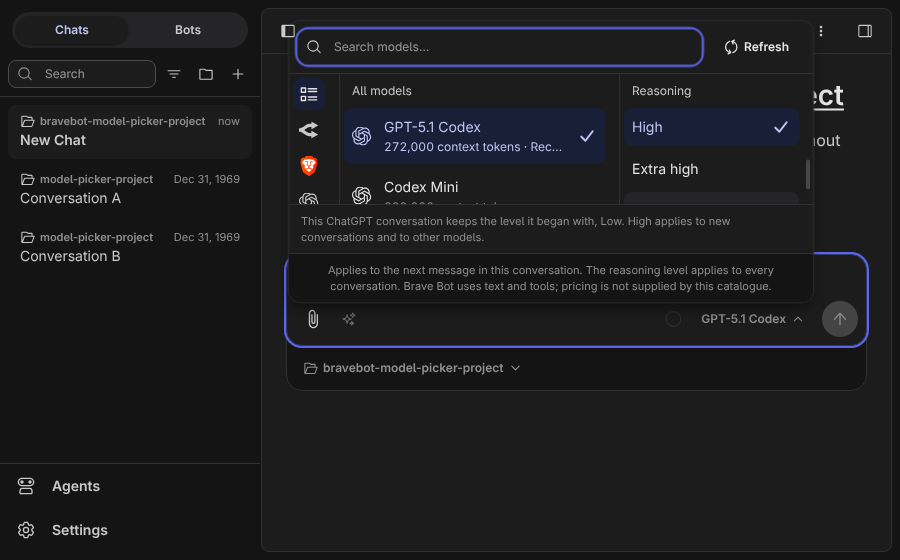 Chats
Bots
Search
bravebot-model-picker-project now
New Chat
model-picker-project Dec 31, 1969
Conversation A
model-picker-project Dec 31, 1969
Conversation B
Agents
Settings
Search models...
Refresh
All models
GPT-5.1 Codex
272,000 context tokens · Rec...
Codex Mini
Reasoning
High
Extra high
This ChatGPT conversation keeps the level it began with, Low. High applies to new
conversations and to other models.
Applies to the next message in this conversation. The reasoning level applies to every
conversation. Brave Bot uses text and tools; pricing is not supplied by this catalogue.
GPT-5.1 Codex
bravebot-model-picker-project